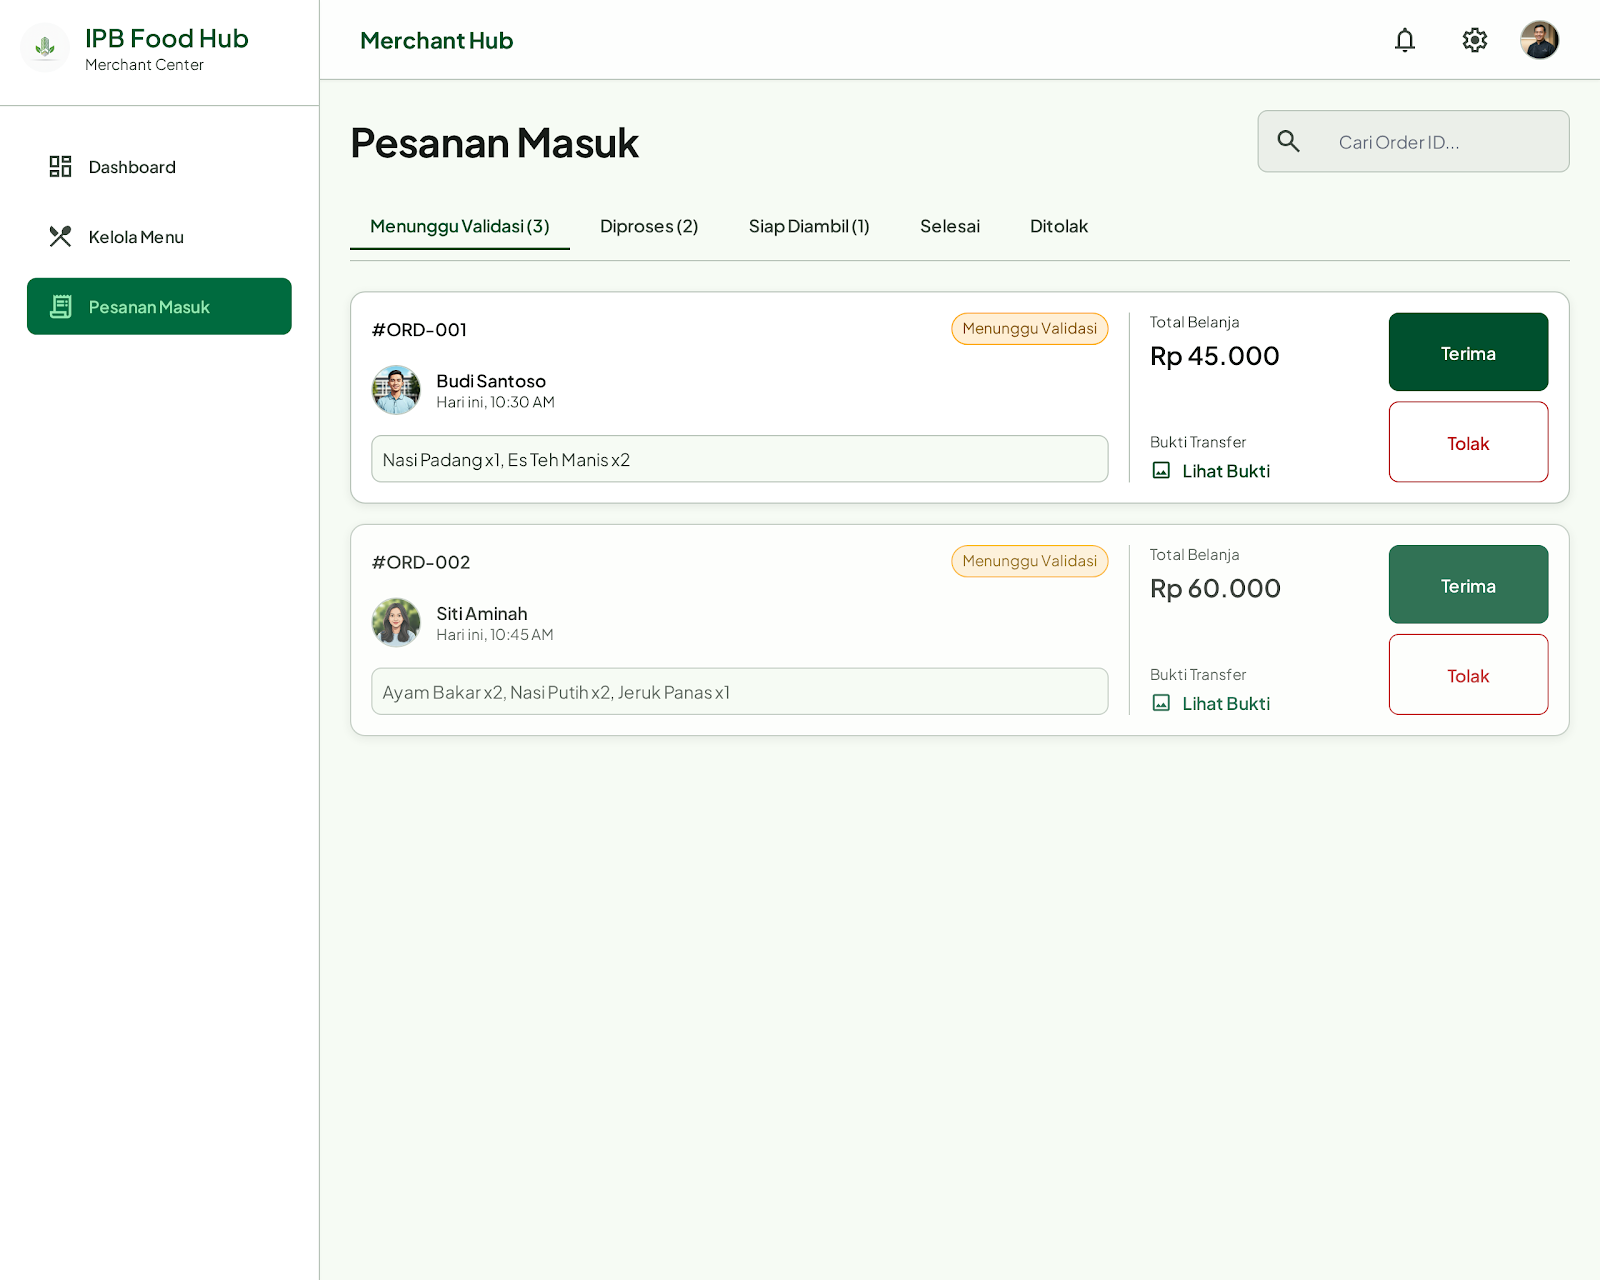 IPB Food Hub
Merchant Center
Dashboard
Kelola Menu
Pesanan Masuk
Merchant Hub
Pesanan Masuk
Cari Order ID...
Menunggu Validasi (3)
Diproses (2)
Siap Diambil (1)
Selesai
Ditolak
#ORD-001
Menunggu Validasi
Budi Santoso
Hari ini, 10:30 AM
Nasi Padang x1, Es Teh Manis x2
Total Belanja
Rp 45.000
Bukti Transfer
Lihat Bukti
Terima
Tolak
#ORD-002
Menunggu Validasi
Siti Aminah
Hari ini, 10:45 AM
Ayam Bakar x2, Nasi Putih x2, Jeruk Panas x1
Total Belanja
Rp 60.000
Bukti Transfer
Lihat Bukti
Terima
Tolak